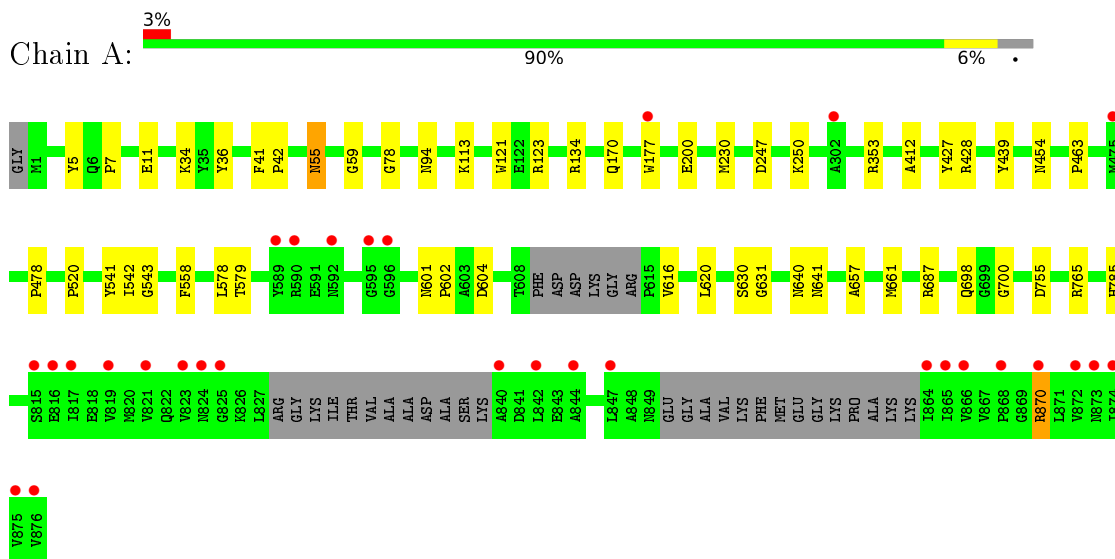 3%
Chain A:
90% 6% •
GLY M1 Y5 Q6 P7 E11 K34 Y35 Y36 F41 P42 N55 G59 G78 N94 K113 W121 E122 R123 R134 Q170 W177 E200 M230 D247 K250 A302 R353 A412 Y427 R428 Y439 N454 P463 M475
P478 P520 Y541 I542 G543 F558 L578 T579 Y589 R590 E591 N592 G595 G596 N601 P602 A603 D604 T608 PHE ASP ASP LYS GLY ARG P615 V616 L620 S630 G631 N640 N641 A657 M661 R687 Q698 G699 G700 D755 R765 H785
S815 E816 I817 E818 V819 M820 V821 Q822 V823 N824 G825 K826 L827 ARG GLY LYS ILE THR VAL ALA ALA ASP ALA SER LYS A840 D841 L842 E843 A844 L847 A848 N849 GLU GLY ALA VAL LYS PHE MET GLU GLY LYS PRO ALA LYS LYS I864 I865 V866 V867 P868 G869 R870 L871 V872 N873
V875 V876